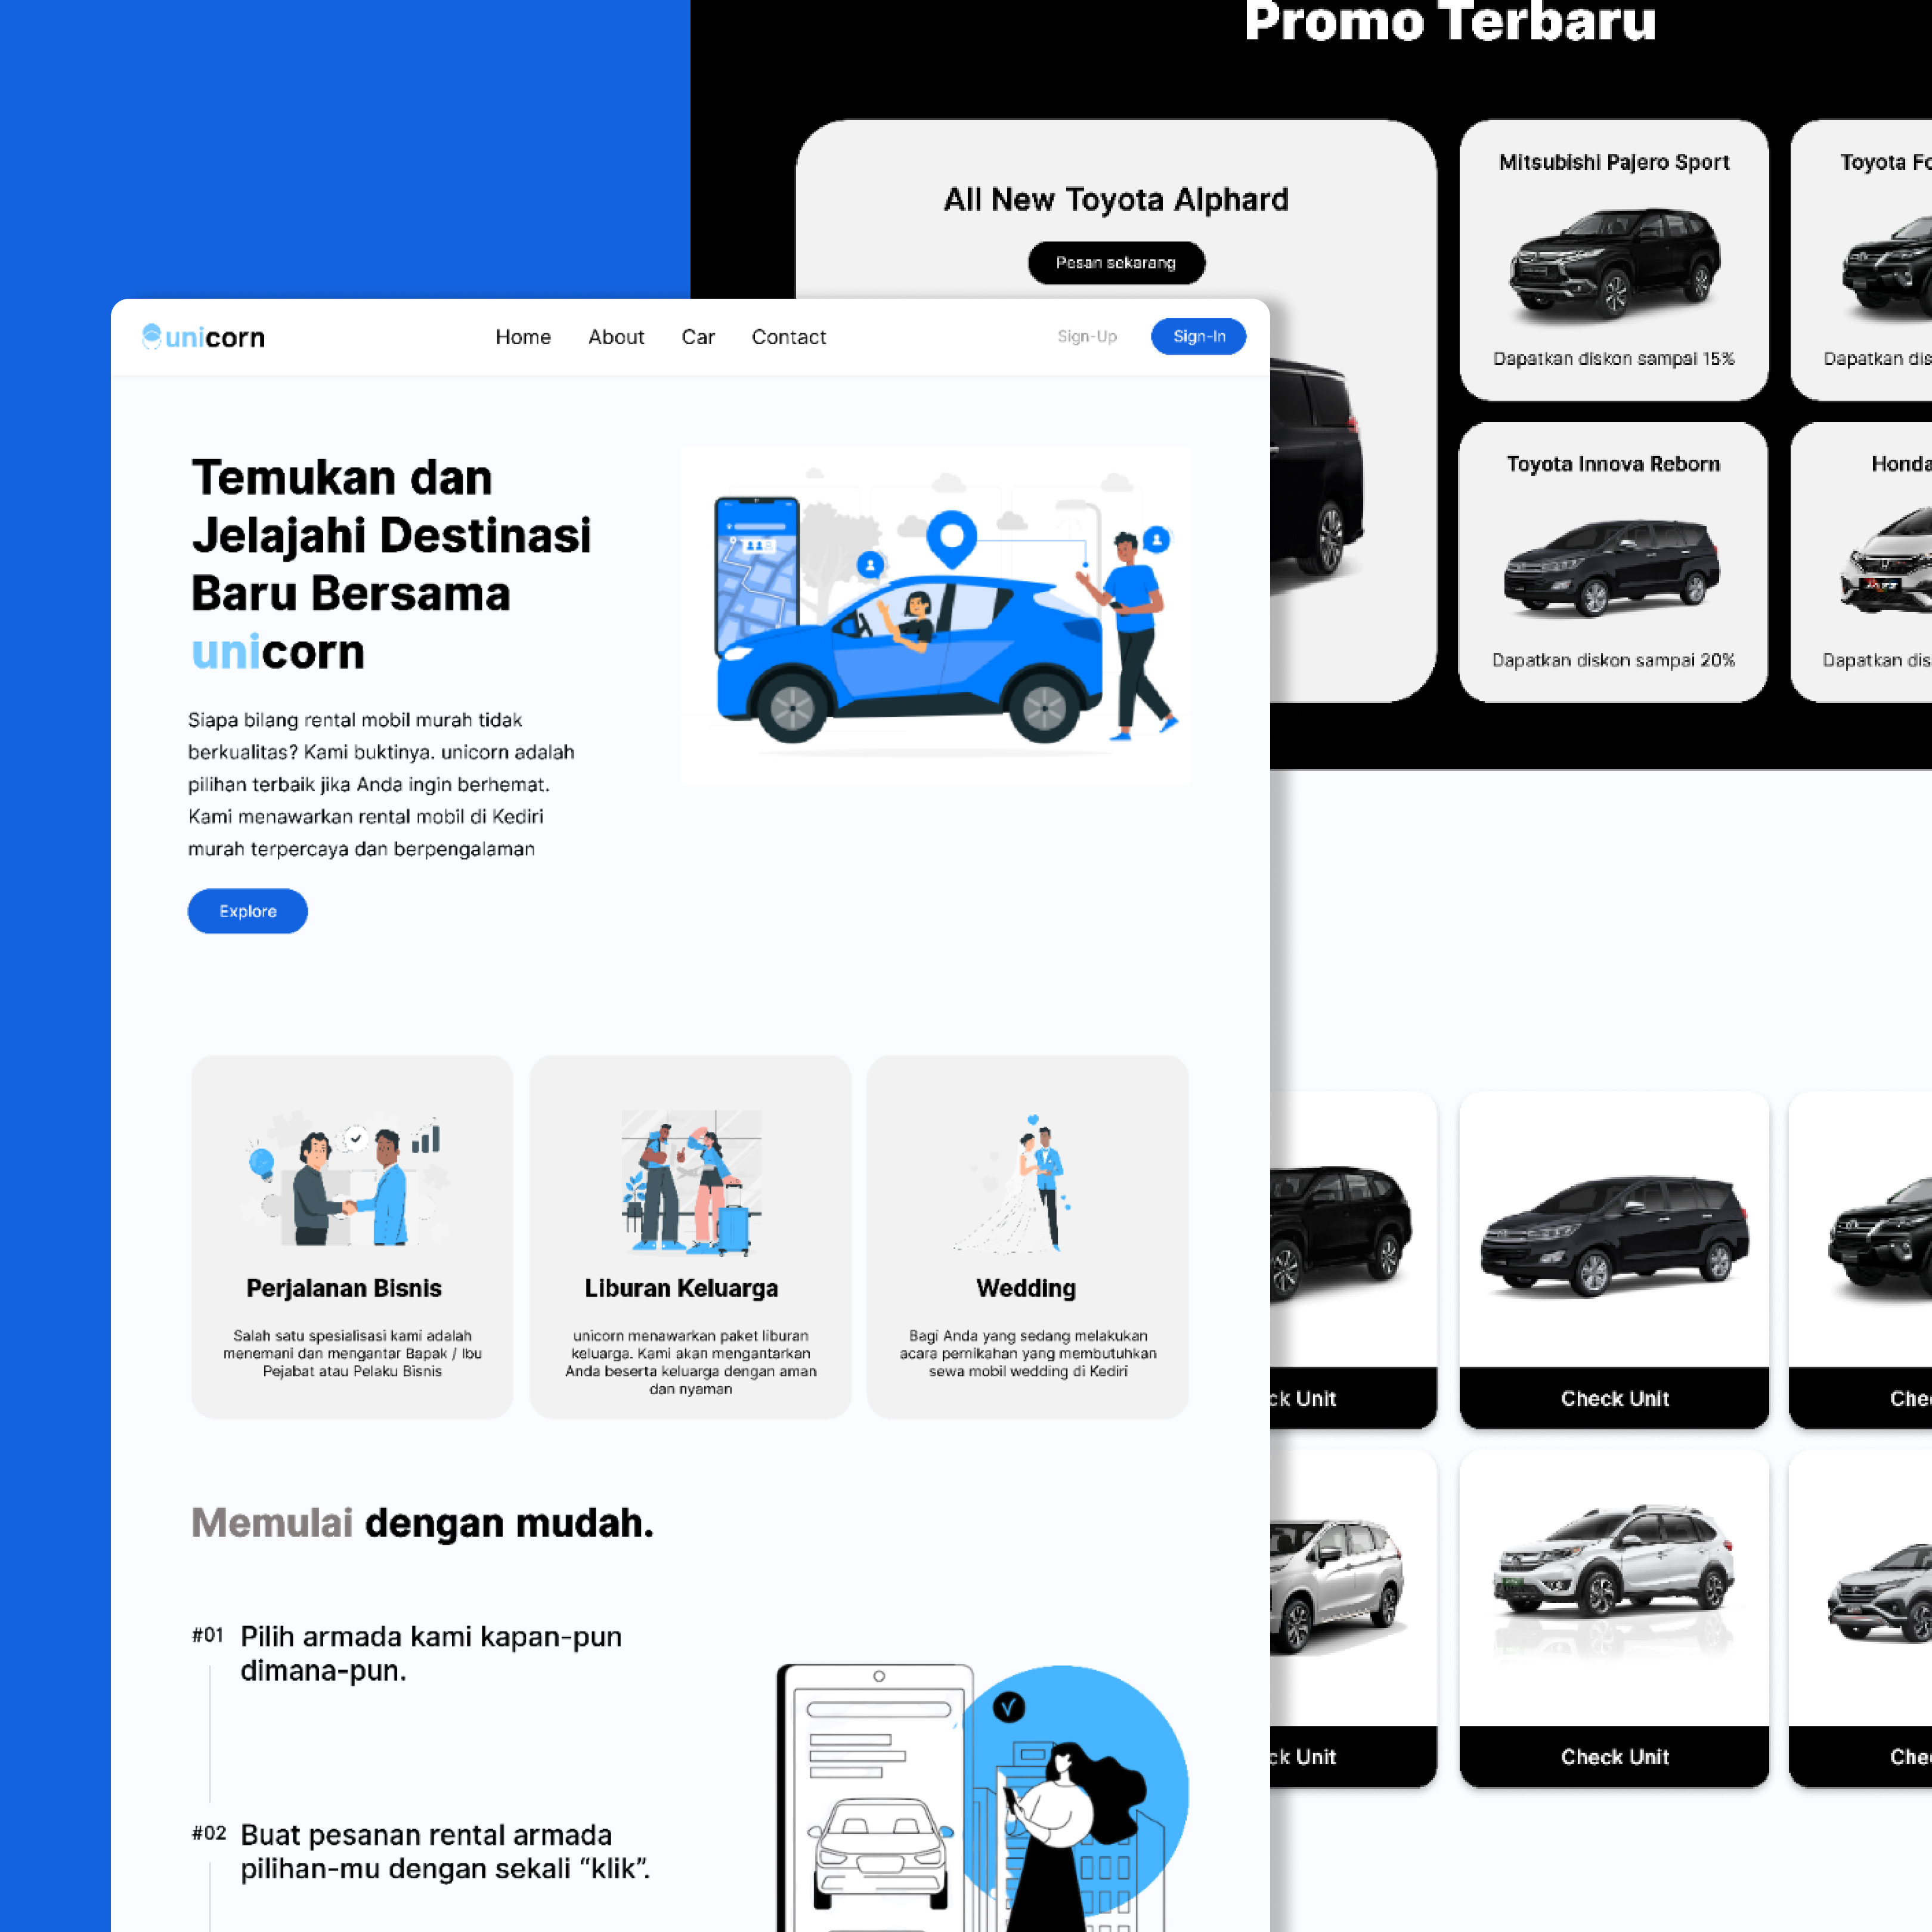 Promo Terbaru
All New Toyota Alphard
Pesan sekarang
Mitsubishi Pajero Sport
Dapatkan diskon sampai 15%
Toyota Fo
Dapatkan dis
Toyota Innova Reborn
Dapatkan diskon sampai 20%
Honda
Dapatkan dis
unicorn
Home
About
Car
Contact
Sign-Up
Sign-In
Temukan dan
Jelajahi Destinasi
Baru Bersama
unicorn
Siapa bilang rental mobil murah tidak
berkualitas? Kami buktinya. unicorn adalah
pilihan terbaik jika Anda ingin berhemat.
Kami menawarkan rental mobil di Kediri
murah terpercaya dan berpengalaman
Explore
Perjalanan Bisnis
Salah satu spesialisasi kami adalah
menemani dan mengantar Bapak / Ibu
Pejabat atau Pelaku Bisnis
Liburan Keluarga
unicorn menawarkan paket liburan
keluarga. Kami akan mengantarkan
Anda beserta keluarga dengan aman
dan nyaman
Wedding
Bagi Anda yang sedang melakukan
acara pernikahan yang membutuhkan
sewa mobil wedding di Kediri
Memulai dengan mudah.
#01 Pilih armada kami kapan-pun
dimana-pun.
#02 Buat pesanan rental armada
pilihan-mu dengan sekali “klik”.
ck Unit
Check Unit
Che
ck Unit
Check Unit
Che